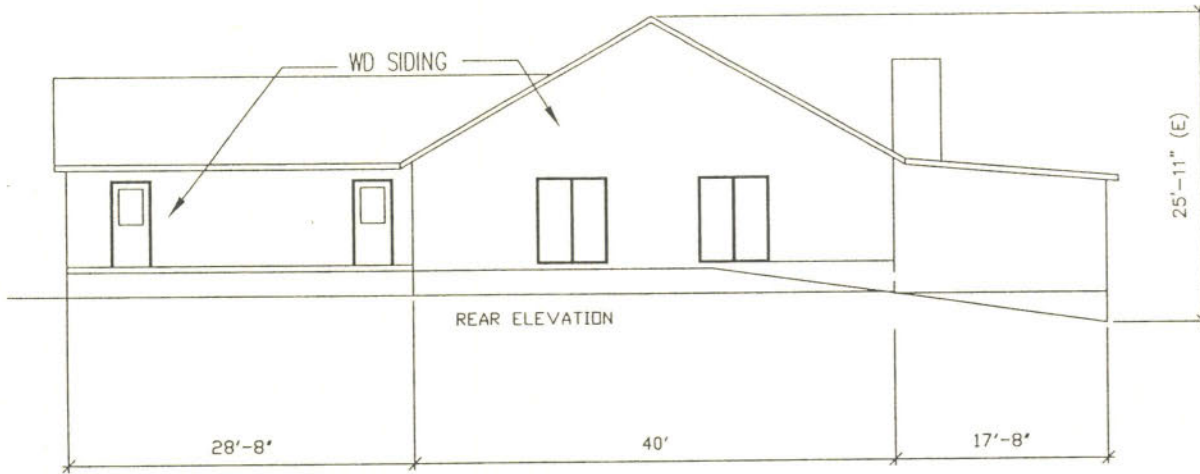 WD SIDING
25'-11" (E)
REAR ELEVATION
28'-8"
40'
17'-8"